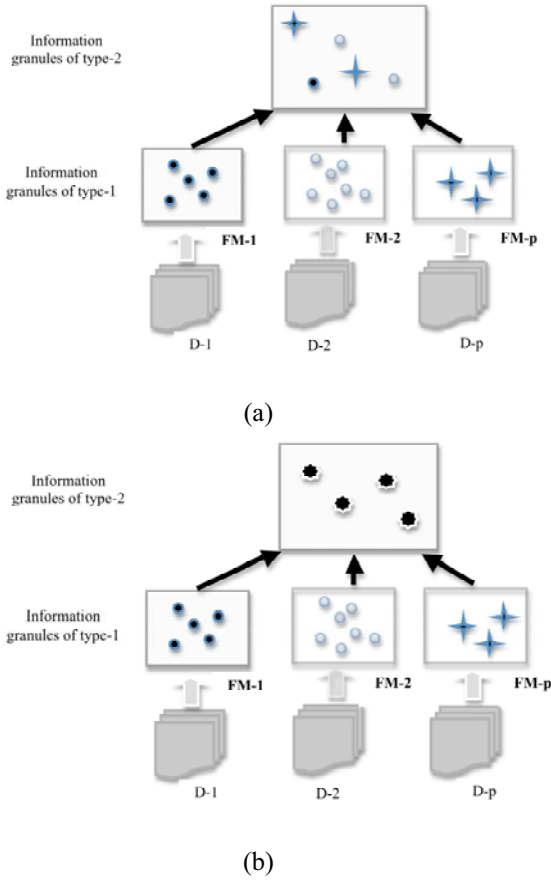 Information
granules of type-2
Information
granules of type-1
FM-1
FM-2
FM-p
D-1
D-2
D-p
(a)
Information
granules of type-2
Information
granules of type-1
FM-1
FM-2
FM-p
D-1
D-2
D-p
(b)